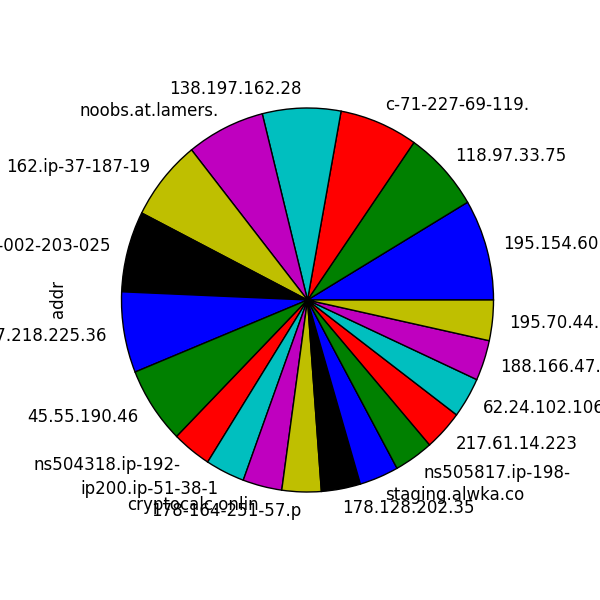 138.197.162.28
c-71-227-69-119.
noobs.at.lamers.
118.97.33.75
162.ip-37-187-19
195.154.60
-002-203-025
addr
195.70.44.
7.218.225.36
188.166.47.
62.24.102.106
45.55.190.46
217.61.14.223
ns504318.ip-192-
ns505817.ip-198-
ip200.ip-51-38-1
staging.alwka.co
cryptocalc.onlin
178-164-251-57.p
178.128.202.35